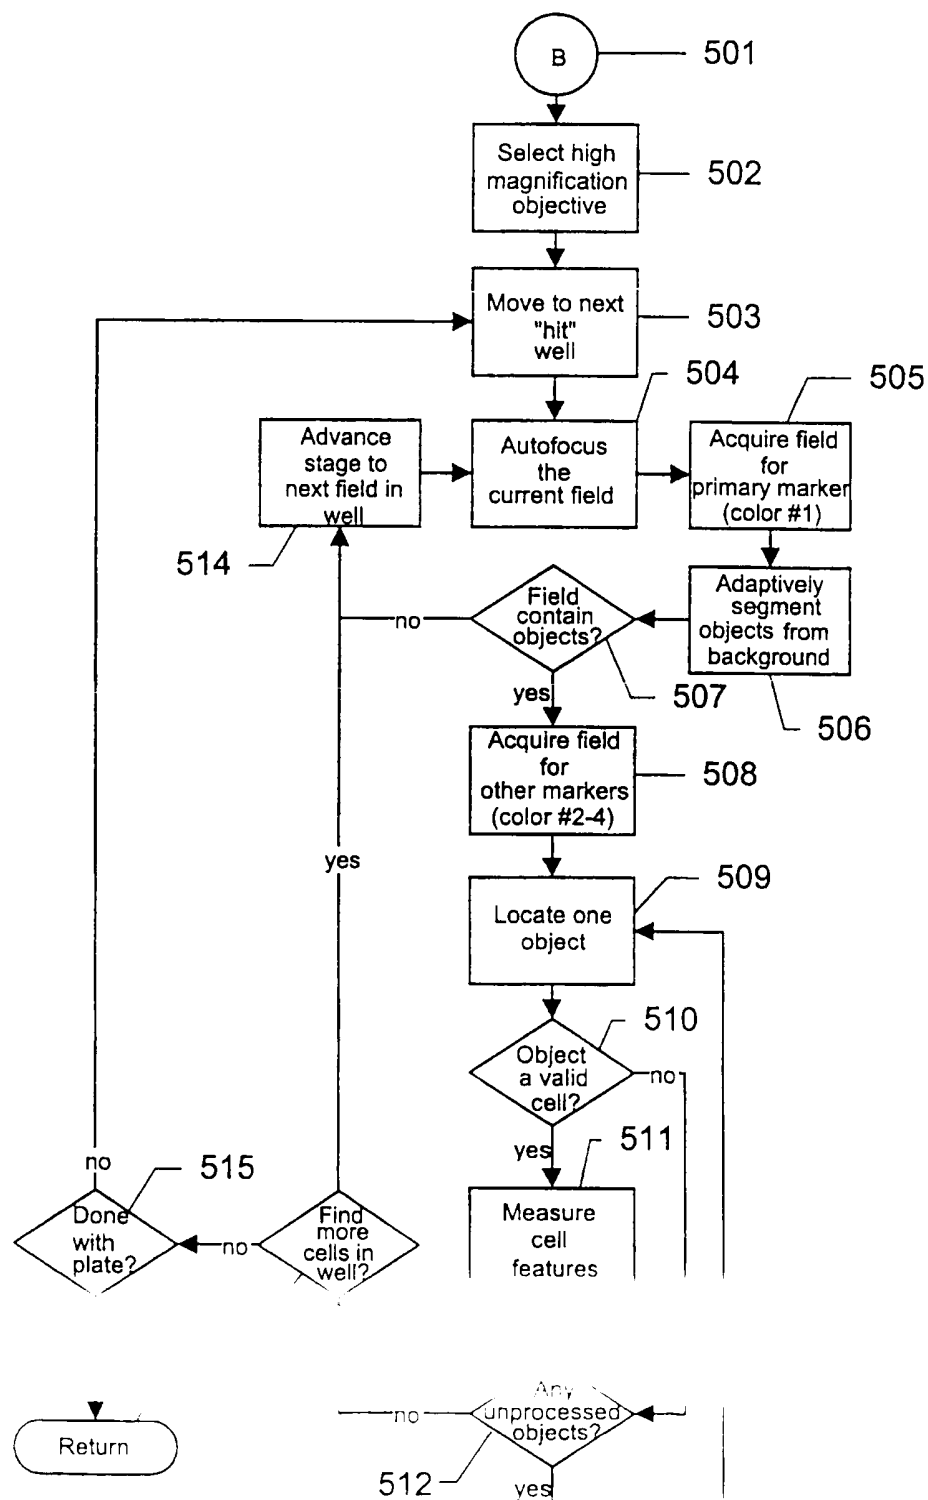 B
501
Select high
magnification
objective
502
Move to next
"hit"
well
503
504
505
Advance
stage to
next field in
well
Autofocus
the
current field
Acquire field
for
primary marker
(color #1)
514
Field
contain
objects?
no
Adaptively
segment
objects from
background
yes
507
506
Acquire field
for
other markers
(color #2-4)
508
yes
509
Locate one
object
510
Object
a valid
cell?
no
yes
511
no
515
Done
with
plate?
no
Find
more
cells in
well?
Measure
cell
features
Any
unprocessed
objects?
no
Return
512
yes